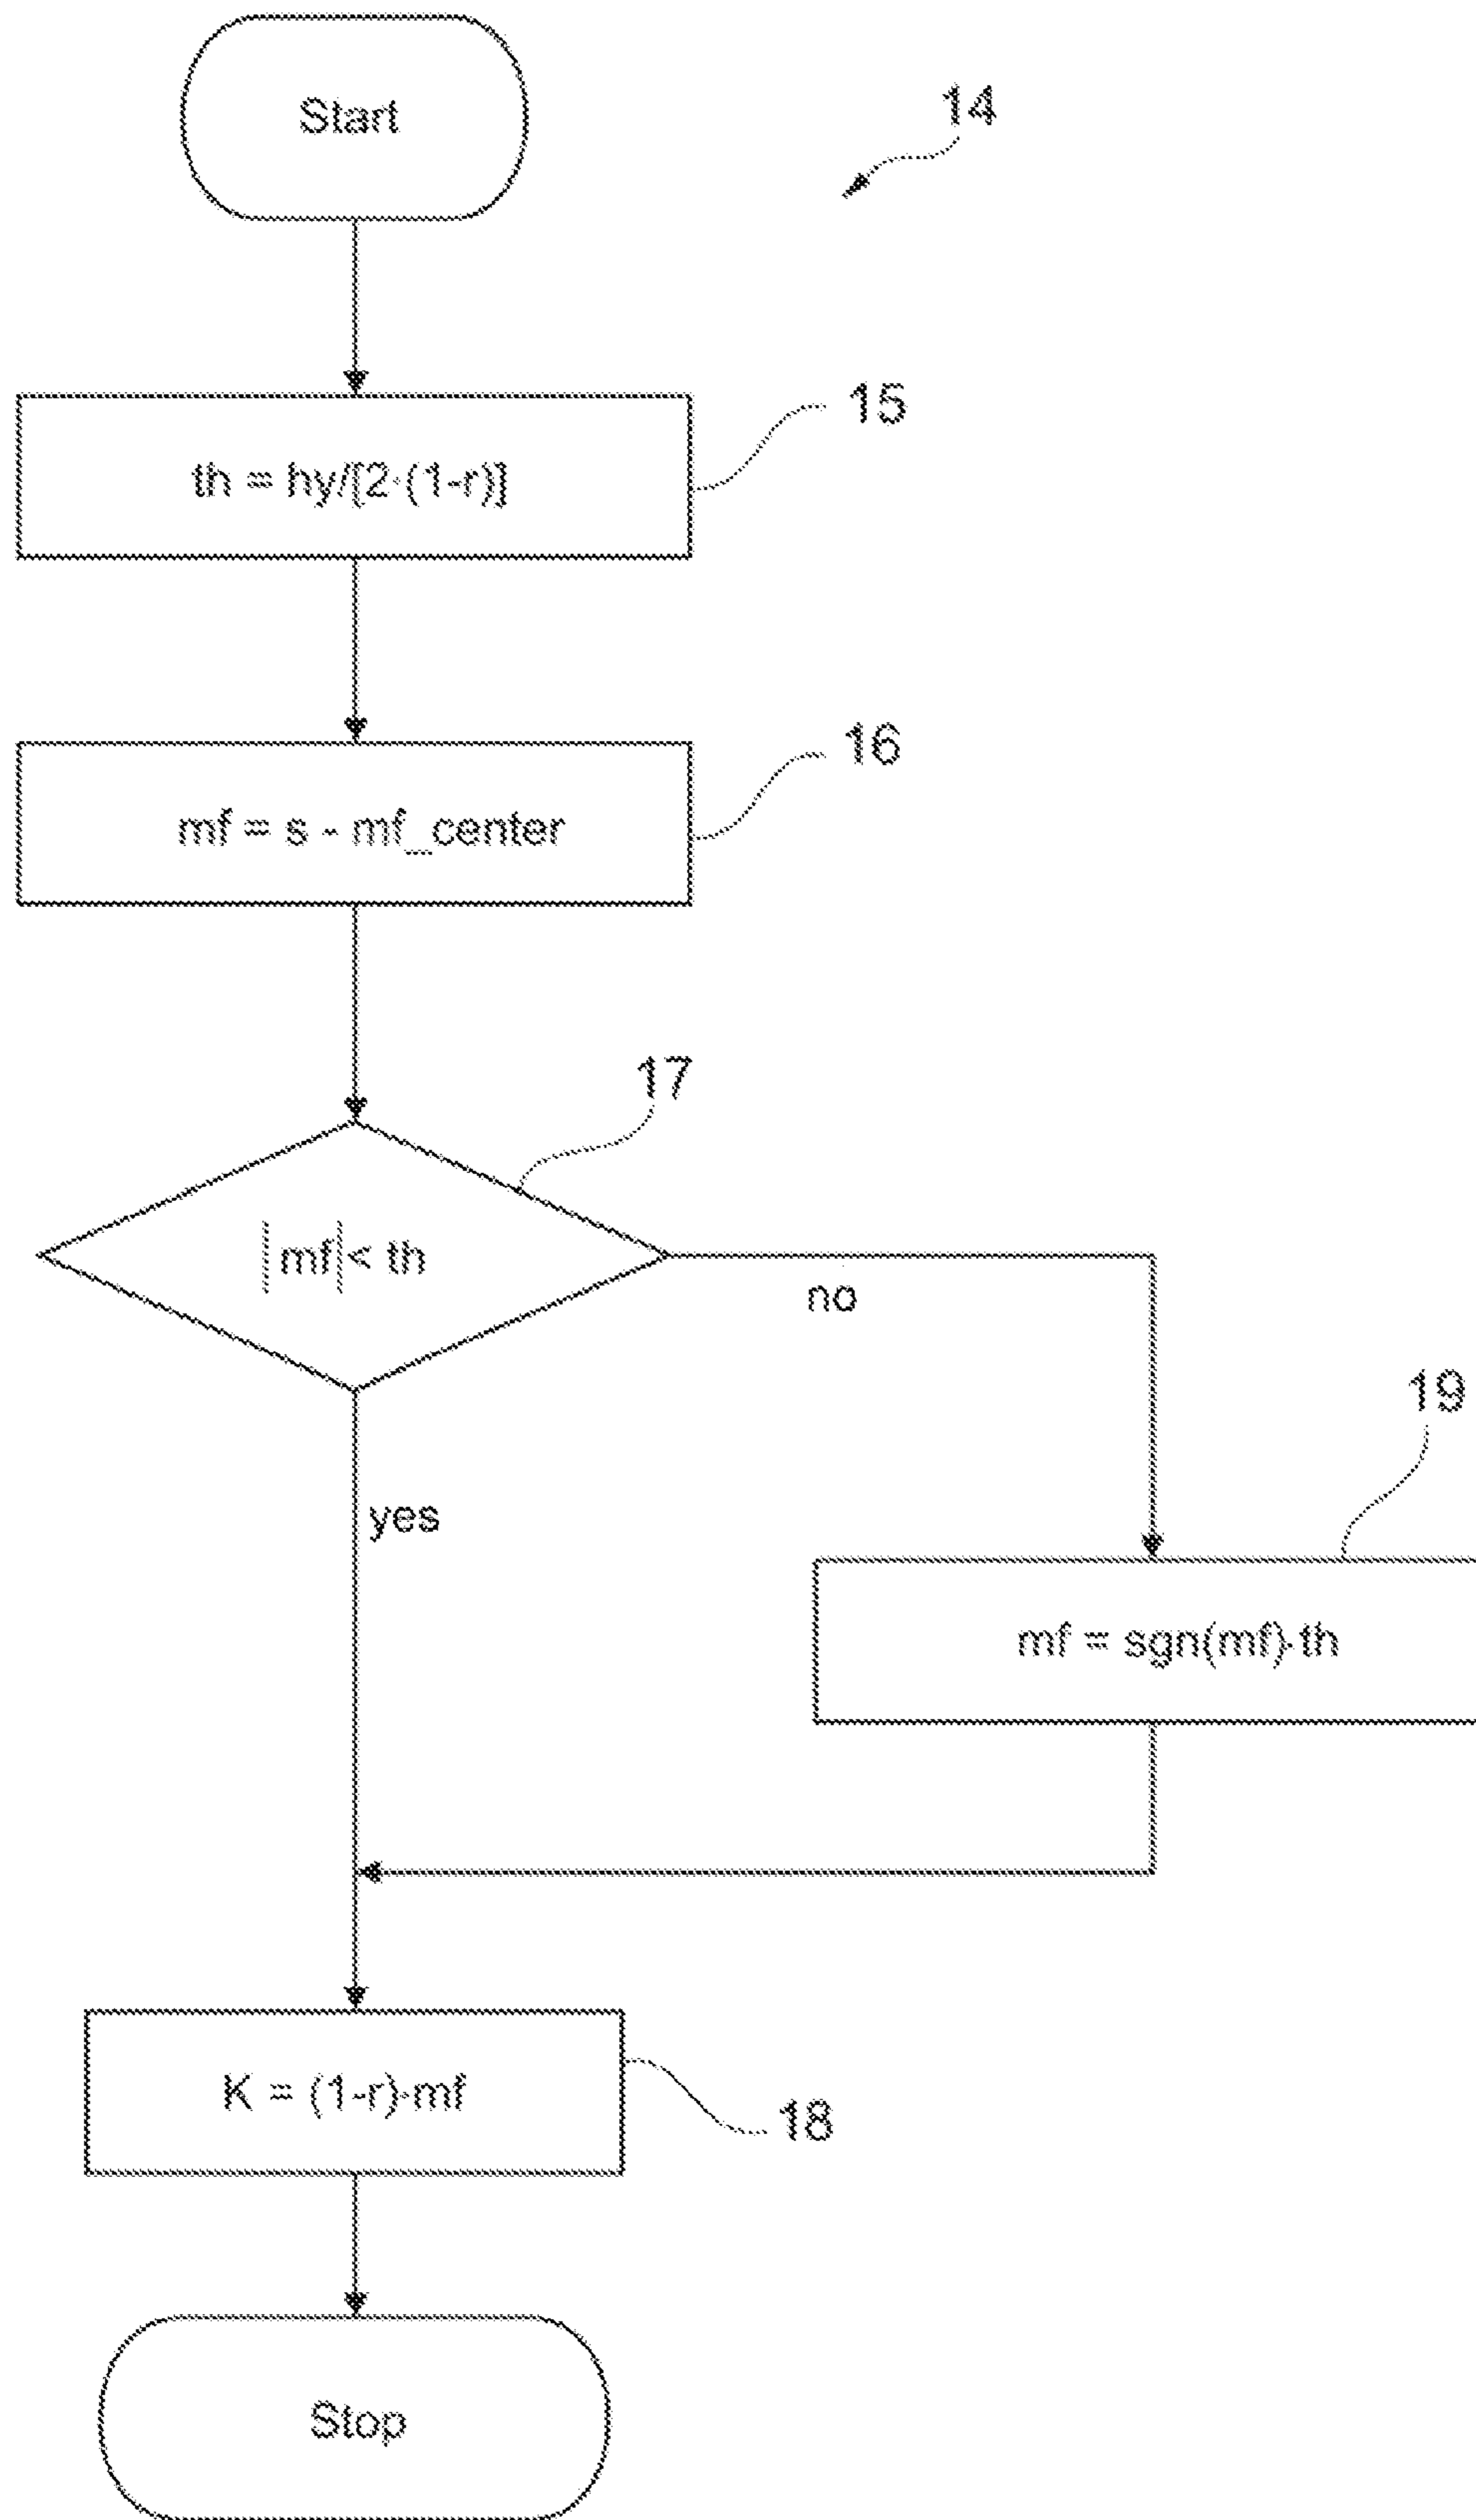 Start
14
15
th = hy/[2·(1-r)]
16
mf = s - mf_center
17
|mf|< th
no
yes
19
mf = sgn(mf)·th
K = (1-r)·mf
18
Stop